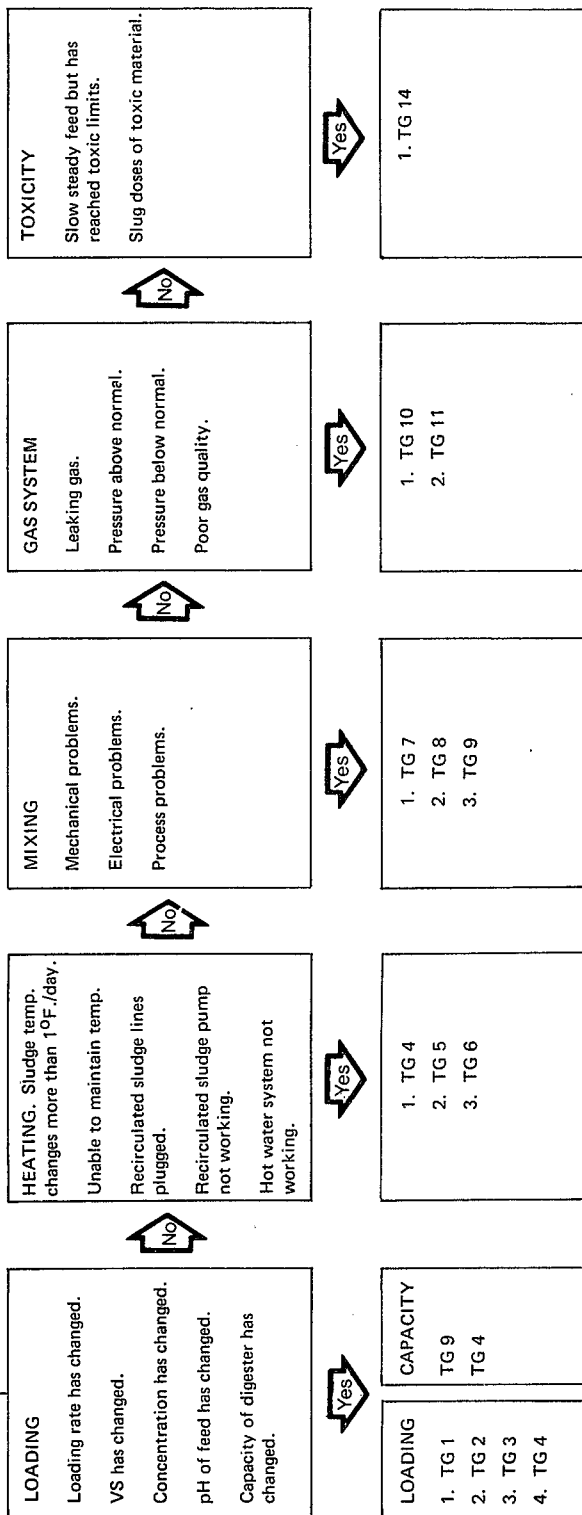 LOADING
Loading rate has changed.
VS has changed.
Concentration has changed.
pH of feed has changed.
Capacity of digester has
changed.
No
HEATING. Sludge temp.
changes more than 1°F./day.
Unable to maintain temp.
Recirculated sludge lines
plugged.
Recirculated sludge pump
not working.
Hot water system not
working.
No
MIXING
Mechanical problems.
Electrical problems.
Process problems.
No
GAS SYSTEM
Leaking gas.
Pressure above normal.
Pressure below normal.
Poor gas quality.
No
TOXICITY
Slow steady feed but has
reached toxic limits.
Slug doses of toxic material.
Yes
Yes
Yes
Yes
Yes
LOADING
1. TG 1
2. TG 2
3. TG 3
4. TG 4
CAPACITY
TG 9
TG 4
1. TG 4
2. TG 5
3. TG 6
1. TG 7
2. TG 8
3. TG 9
1. TG 10
2. TG 11
1. TG 14